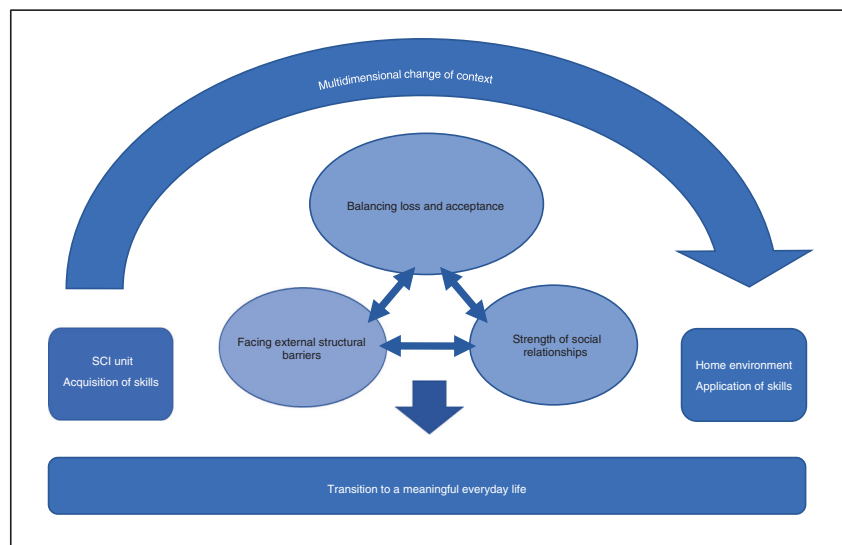 Multidimensional change of context
Balancing loss and acceptance
Facing external structural
barriers
Strength of social
relationships
SCI unit
Acquisition of skills
Home environment
Application of skills
Transition to a meaningful everyday life